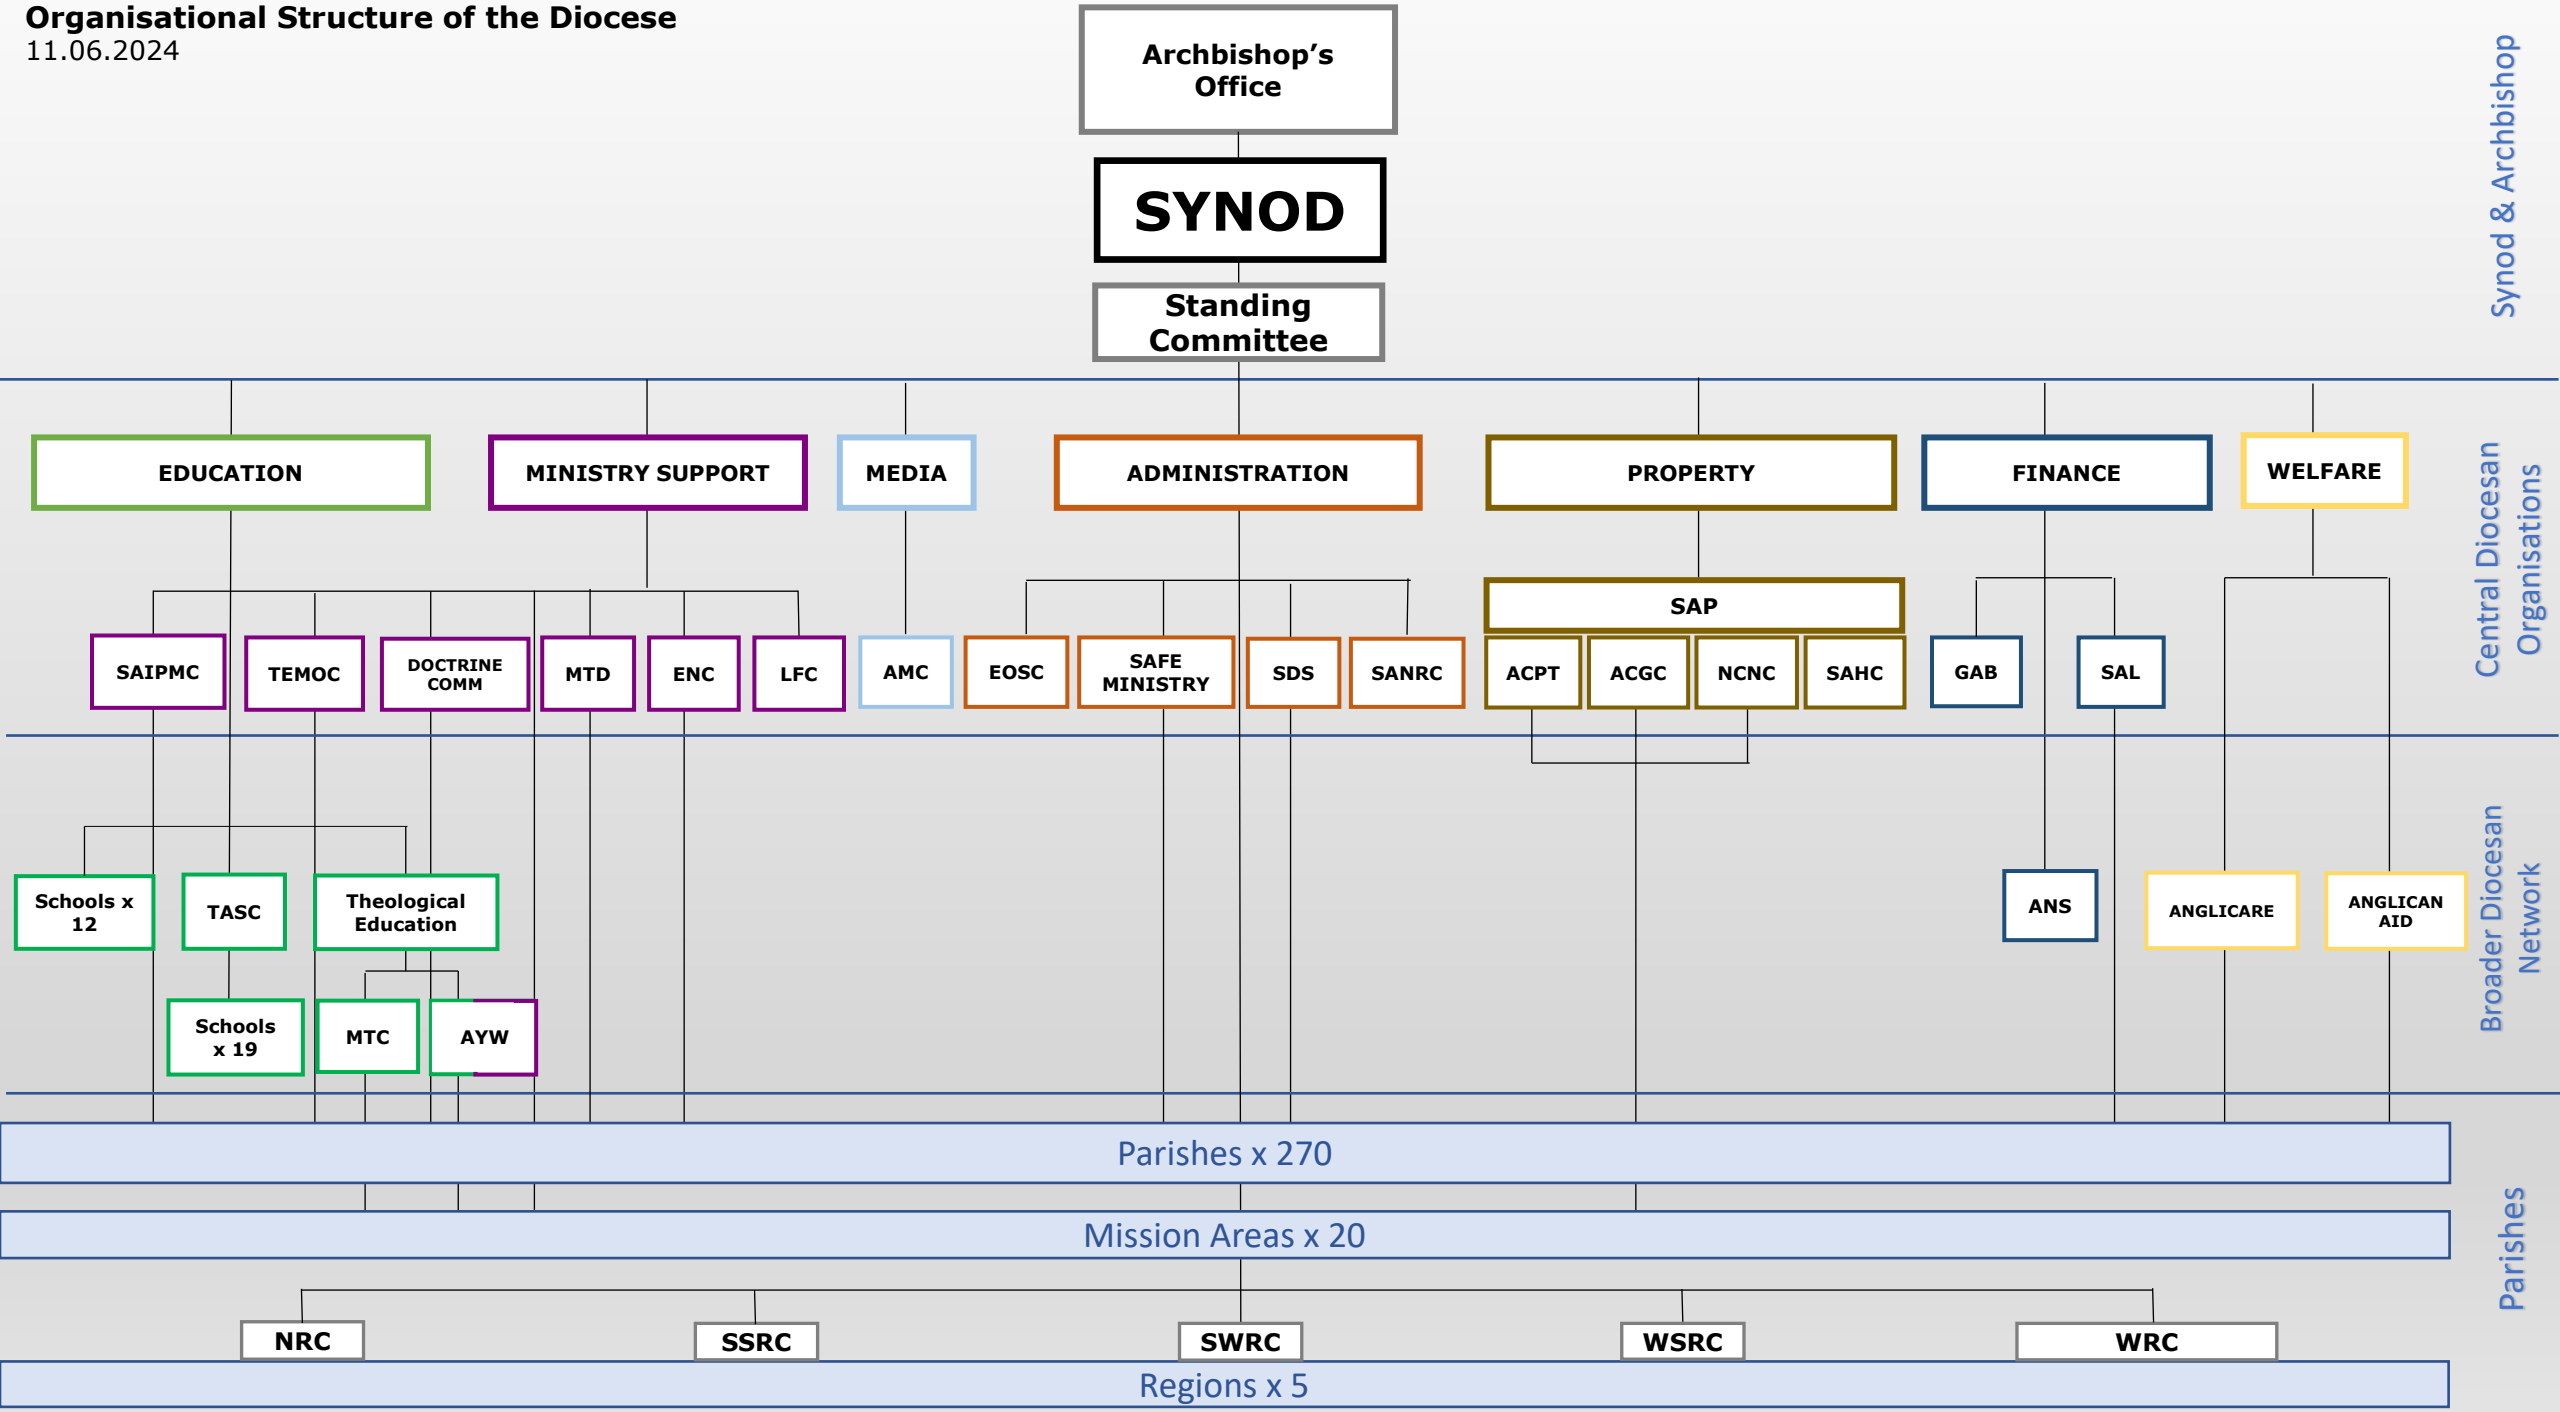 Organisational Structure of the Diocese
11.06.2024
Archbishop’s
Office
SYNOD
Standing
Committee
Synod & Archbishop
EDUCATION
MINISTRY SUPPORT
MEDIA
ADMINISTRATION
PROPERTY
FINANCE
WELFARE
SAP
SAIPMC
TEMOC
DOCTRINE
COMM
MTD
ENC
LFC
AMC
EOSC
SAFE
MINISTRY
SDS
SANRC
ACPT
ACGC
NCNC
SAHC
GAB
SAL
Central Diocesan
Organisations
Schools x
12
TASC
Theological
Education
ANS
ANGLICARE
ANGLICAN
AID
Schools
x 19
MTC
AYW
Broader Diocesan
Network
Parishes x 270
Mission Areas x 20
NRC
SSRC
SWRC
WSRC
WRC
Regions x 5
Parishes